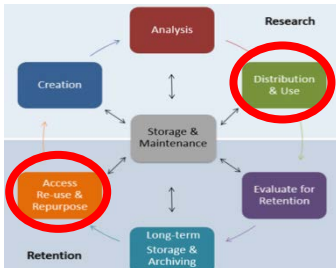 Research
Analysis
Creation
Distribution
& Use
Storage &
Maintenance
Access
Re-use &
Repurpose
Evaluate for
Retention
Long-term
Storage &
Archiving
Retention